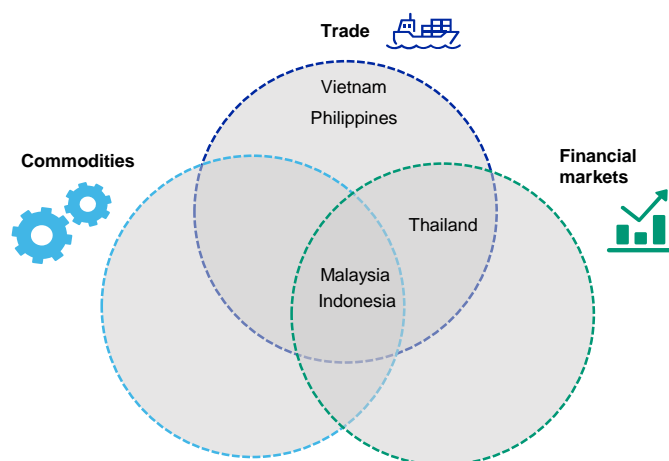 Trade
Vietnam
Philippines
Commodities
Financial
markets
Thailand
Malaysia
Indonesia